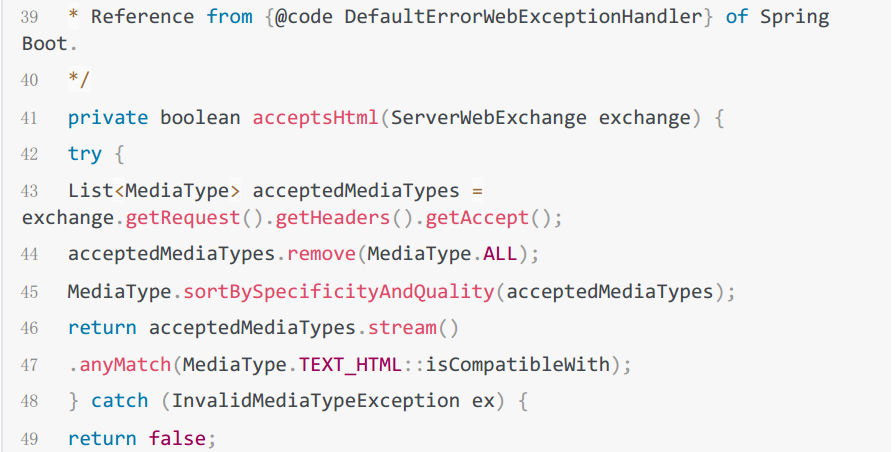 39 * Reference from {@code DefaultErrorWebExceptionHandler} of Spring
Boot.
40 */
41 private boolean acceptsHtml(ServerWebExchange exchange) {
42 try {
43 List<MediaType> acceptedMediaTypes =
exchange.getRequest().getHeaders().getAccept();
44 acceptedMediaTypes.remove(MediaType.ALL);
45 MediaType.sortBySpecificityAndQuality(acceptedMediaTypes);
46 return acceptedMediaTypes.stream()
47 .anyMatch(MediaType.TEXT_HTML::isCompatibleWith);
48 } catch (InvalidMediaTypeException ex) {
49 return false;